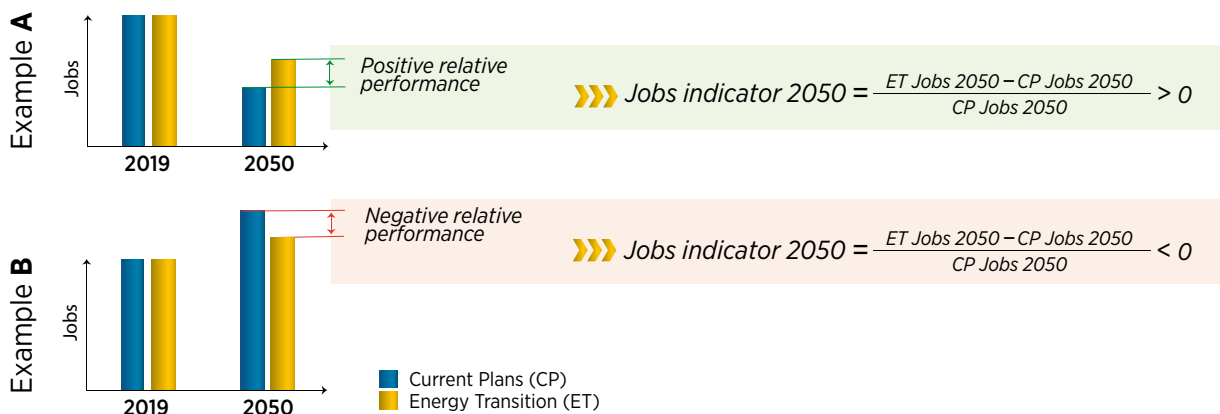 Example A
Jobs
2019
2050
Positive relative
performance
Jobs indicator 2050 = ET Jobs 2050 – CP Jobs 2050 / CP Jobs 2050 > 0
Example B
Jobs
2019
2050
Negative relative
performance
Jobs indicator 2050 = ET Jobs 2050 – CP Jobs 2050 / CP Jobs 2050 < 0
Current Plans (CP)
Energy Transition (ET)